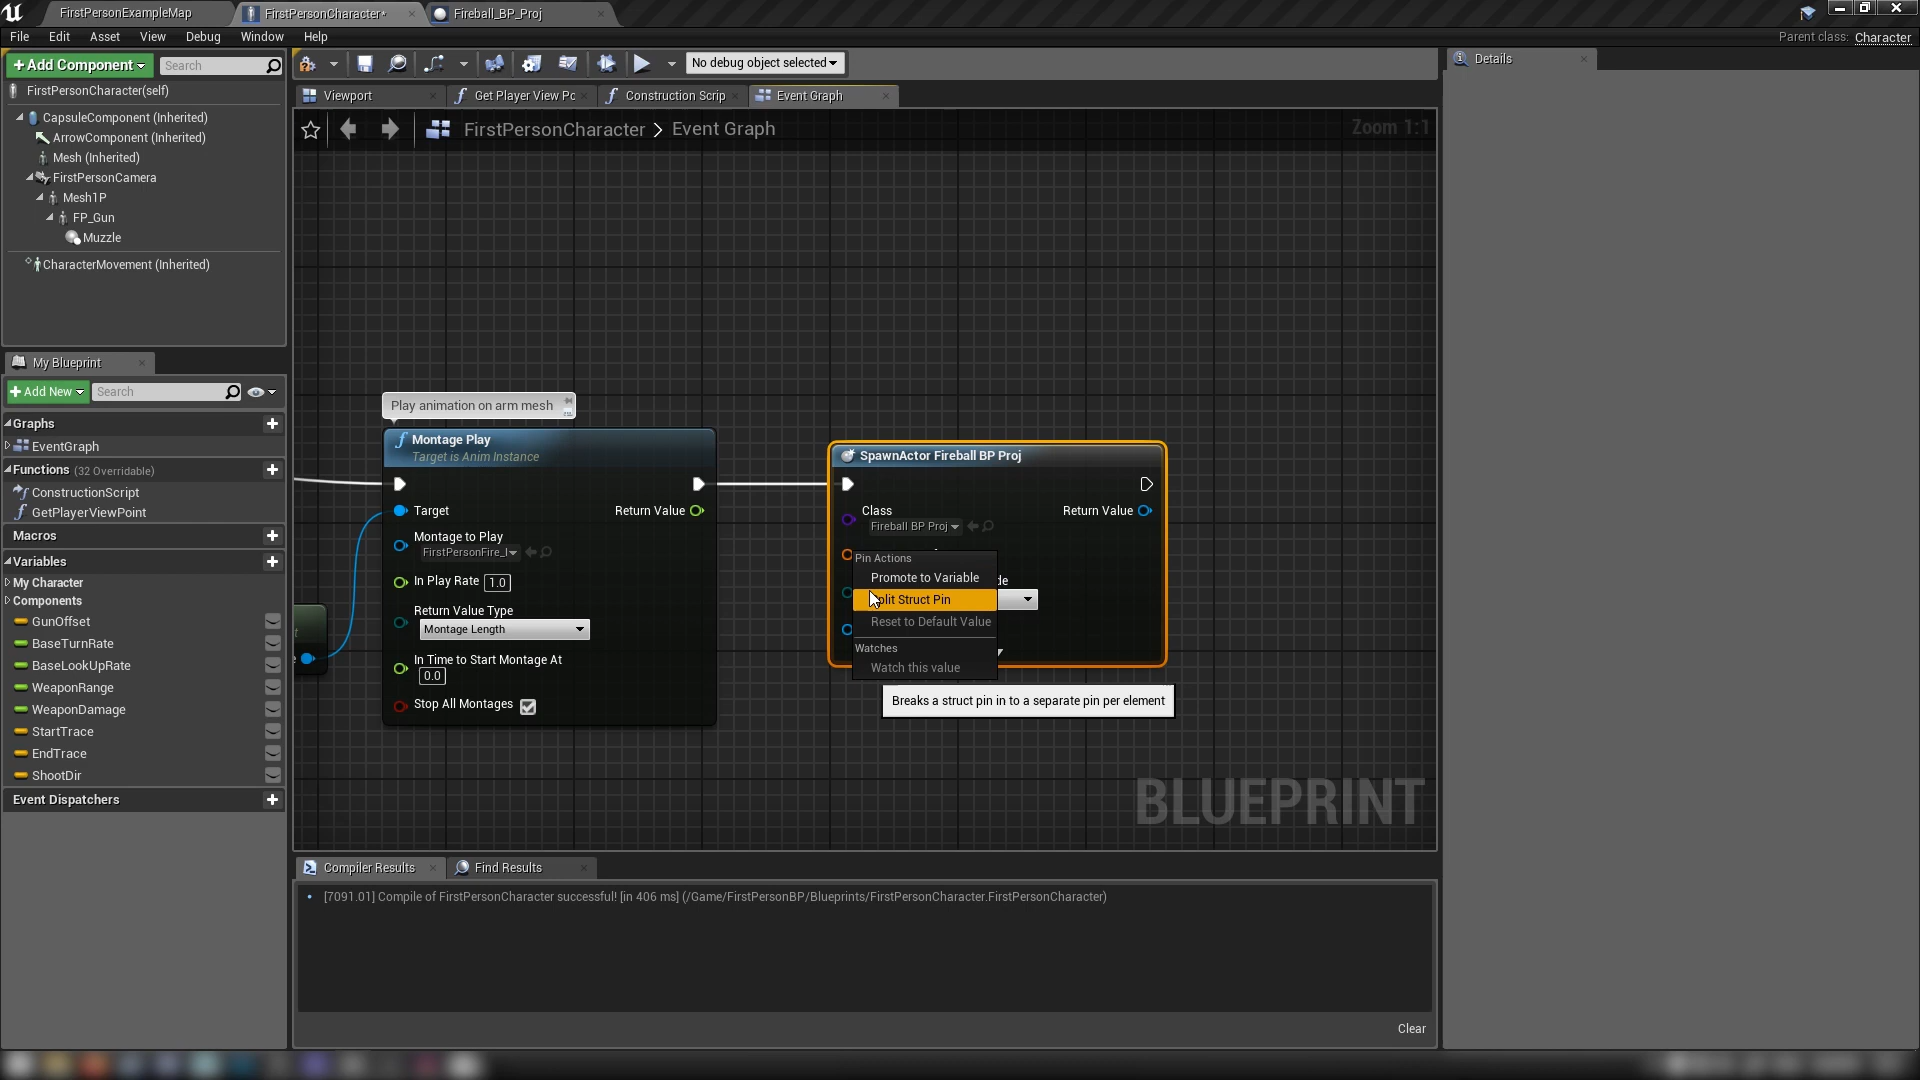 FirstPersonExampleMap
FirstPersonCharacter*
Fireball_BP_Proj
File Edit Asset View Debug Window Help
Parent class: Character
Add Component
Search
No debug object selected
Details
FirstPersonCharacter(self)
Viewport
Get Player View Pc
Construction Scrip
Event Graph
CapsuleComponent (Inherited)
ArrowComponent (Inherited)
Mesh (Inherited)
FirstPersonCamera
Mesh1P
FP_Gun
Muzzle
CharacterMovement (Inherited)
FirstPersonCharacter > Event Graph
Zoom 1:1
My Blueprint
Add New
Search
Graphs
EventGraph
Functions (32 Overridable)
ConstructionScript
GetPlayerViewPoint
Macros
Variables
My Character
Components
GunOffset
BaseTurnRate
BaseLookUpRate
WeaponRange
WeaponDamage
StartTrace
EndTrace
ShootDir
Event Dispatchers
Play animation on arm mesh
Montage Play
Target is Anim Instance
Target
Return Value
Montage to Play
FirstPersonFire_
In Play Rate 1.0
Return Value Type
Montage Length
In Time to Start Montage At
0.0
Stop All Montages
SpawnActor Fireball BP Proj
Class
Return Value
Fireball BP Proj
Pin Actions
Promote to Variable
lit Struct Pin
Reset to Default Value
Watches
Watch this value
Breaks a struct pin in to a separate pin per element
BLUEPRINT
Compiler Results
Find Results
[7091.01] Compile of FirstPersonCharacter successful! [in 406 ms] (/Game/FirstPersonBP/Blueprints/FirstPersonCharacter.FirstPersonCharacter)
Clear